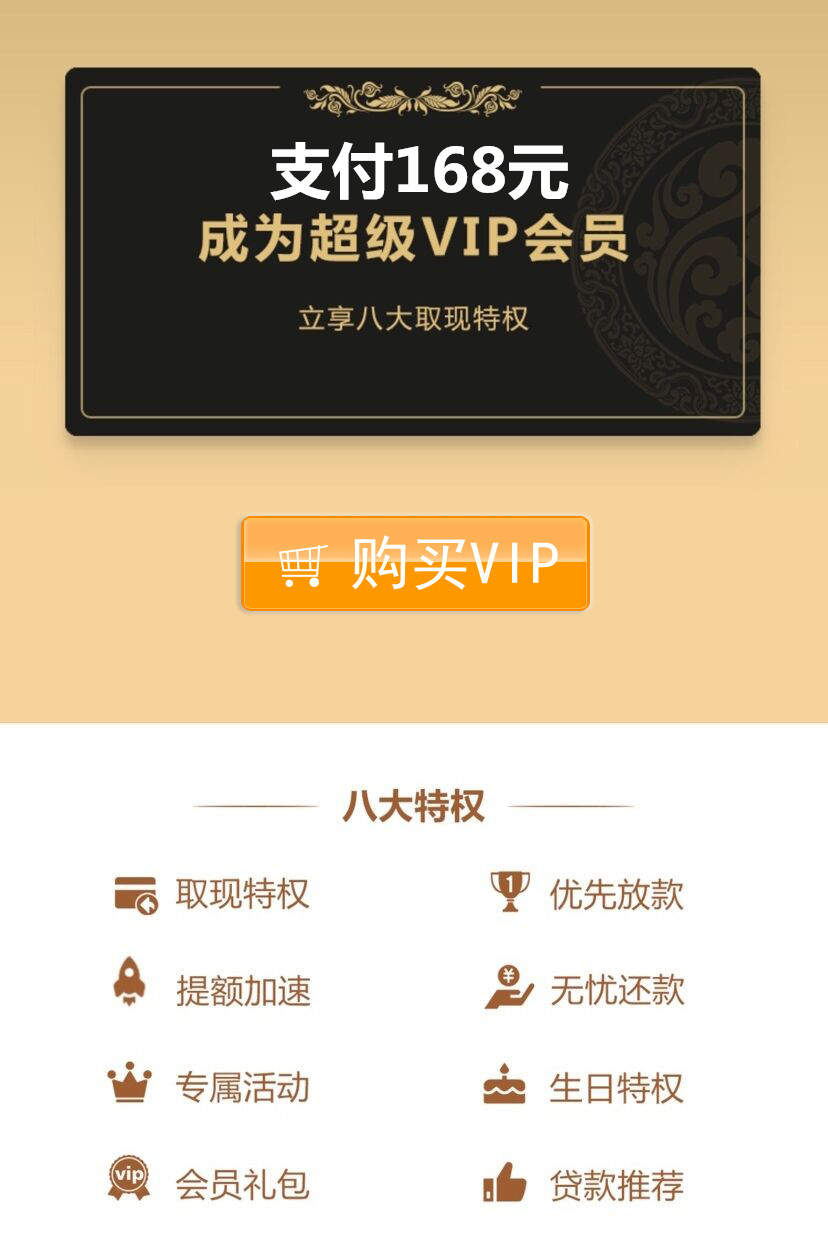 支付168元
成为超级VIP会员
立享八大取现特权
购买VIP
八大特权
取现特权
1
优先放款
提额加速
¥
无忧还款
专属活动
生日特权
vip
会员礼包
贷款推荐